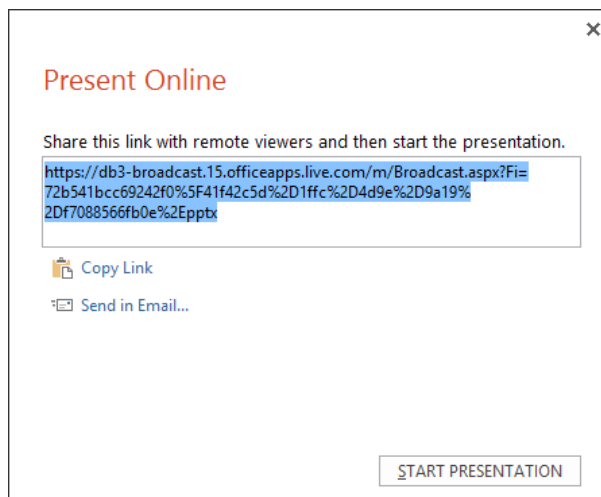 Present Online
Share this link with remote viewers and then start the presentation.
https://db3-broadcast.15.officeapps.live.com/m/Broadcast.aspx?Fi=
72b541bcc69242f0%5F41f42c5d%2D1ffc%2D4d9e%2D9a19%
2Df7088566fb0e%2Epptx
Copy Link
Send in Email...
START PRESENTATION